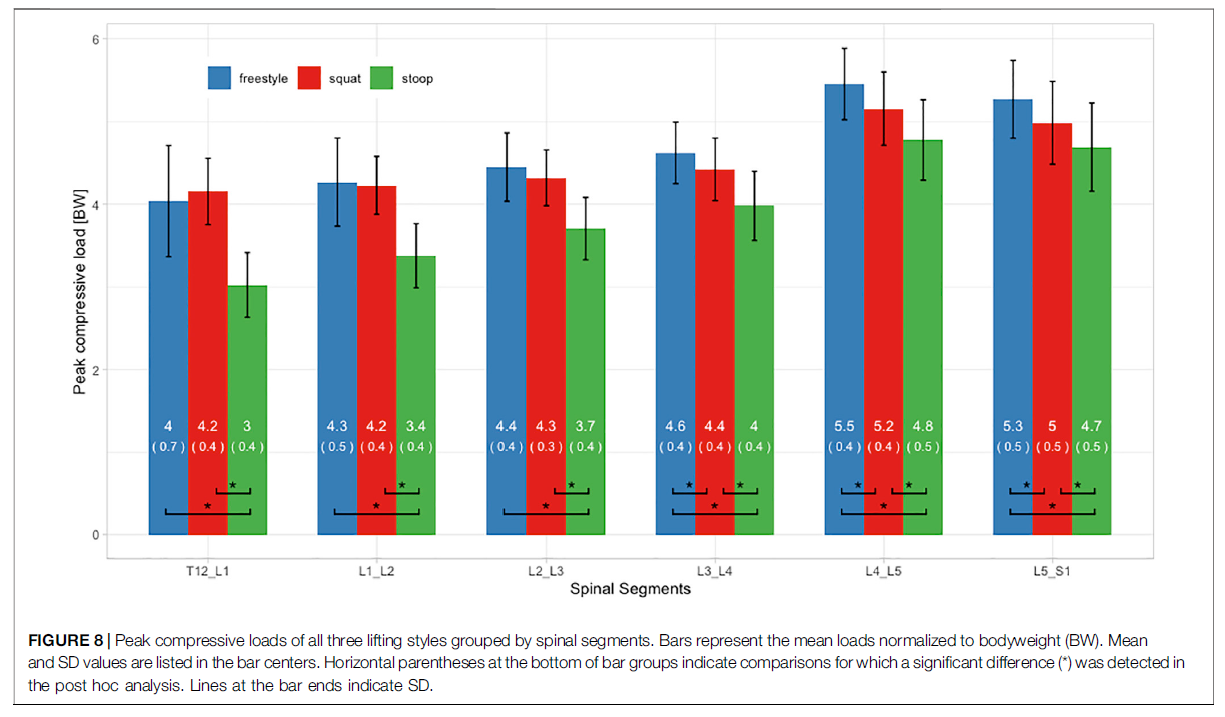 6
freestyle squat stoop
4
2
0
Peak compressive load [BW]
4 4.2 3 4.3 4.2 3.4 4.4 4.3 3.7 4.6 4.4 4 5.5 5.2 4.8 5.3 5 4.7
( 0.7 ) ( 0.4 ) ( 0.4 ) ( 0.5 ) ( 0.4 ) ( 0.4 ) ( 0.4 ) ( 0.3 ) ( 0.4 ) ( 0.4 ) ( 0.4 ) ( 0.4 ) ( 0.4 ) ( 0.4 ) ( 0.5 ) ( 0.5 ) ( 0.5 ) ( 0.5 )
* * * * * * * * *
* * * * * *
T12_L1 L1_L2 L2_L3 L3_L4 L4_L5 L5_S1
Spinal Segments
FIGURE 8 | Peak compressive loads of all three lifting styles grouped by spinal segments. Bars represent the mean loads normalized to bodyweight (BW). Mean
and SD values are listed in the bar centers. Horizontal parentheses at the bottom of bar groups indicate comparisons for which a significant difference (*) was detected in
the post hoc analysis. Lines at the bar ends indicate SD.